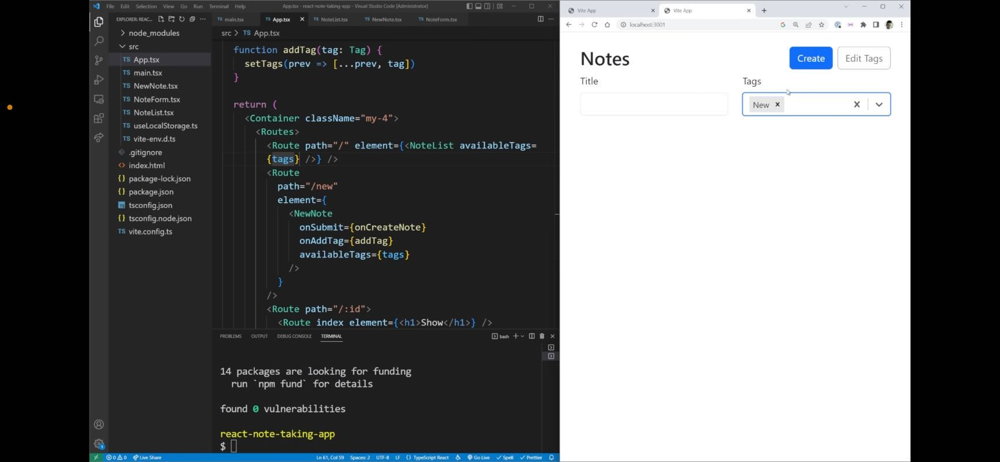 File Edit Selection View Go Run Terminal Help
App.tsx - react-note-taking-app - Visual Studio Code [Administrator]
EXPLORER: REAC...
node_modules
src
App.tsx
main.tsx
NewNote.tsx
NoteForm.tsx
NoteList.tsx
useLocalStorage.ts
vite-env.d.ts
.gitignore
index.html
package-lock.json
package.json
tsconfig.json
tsconfig.node.json
vite.config.ts
main.tsx App.tsx NoteList.tsx NewNote.tsx NoteForm.tsx
src > App.tsx
function addTag(tag: Tag) {
setTags(prev => [...prev, tag])
}
return (
<Container className="my-4">
<Routes>
<Route path="/" element={<NoteList availableTags=
{tags} />} />
<Route
path="/new"
element={
<NewNote
onSubmit={onCreateNote}
onAddTag={addTag}
availableTags={tags}
/>
}
/>
<Route path="/:id">
<Route index element={<h1>Show</h1>} />
PROBLEMS OUTPUT DEBUG CONSOLE TERMINAL
bash
14 packages are looking for funding
run `npm fund` for details
found 0 vulnerabilities
react-note-taking-app
$
0 0 Live Share
Ln 61, Col 59 Spaces: 2 UTF-8 LF {} TypeScript React Go Live Spell Prettier
Vite App Vite App
localhost:3001
Notes
Create Edit Tags
Title Tags
New